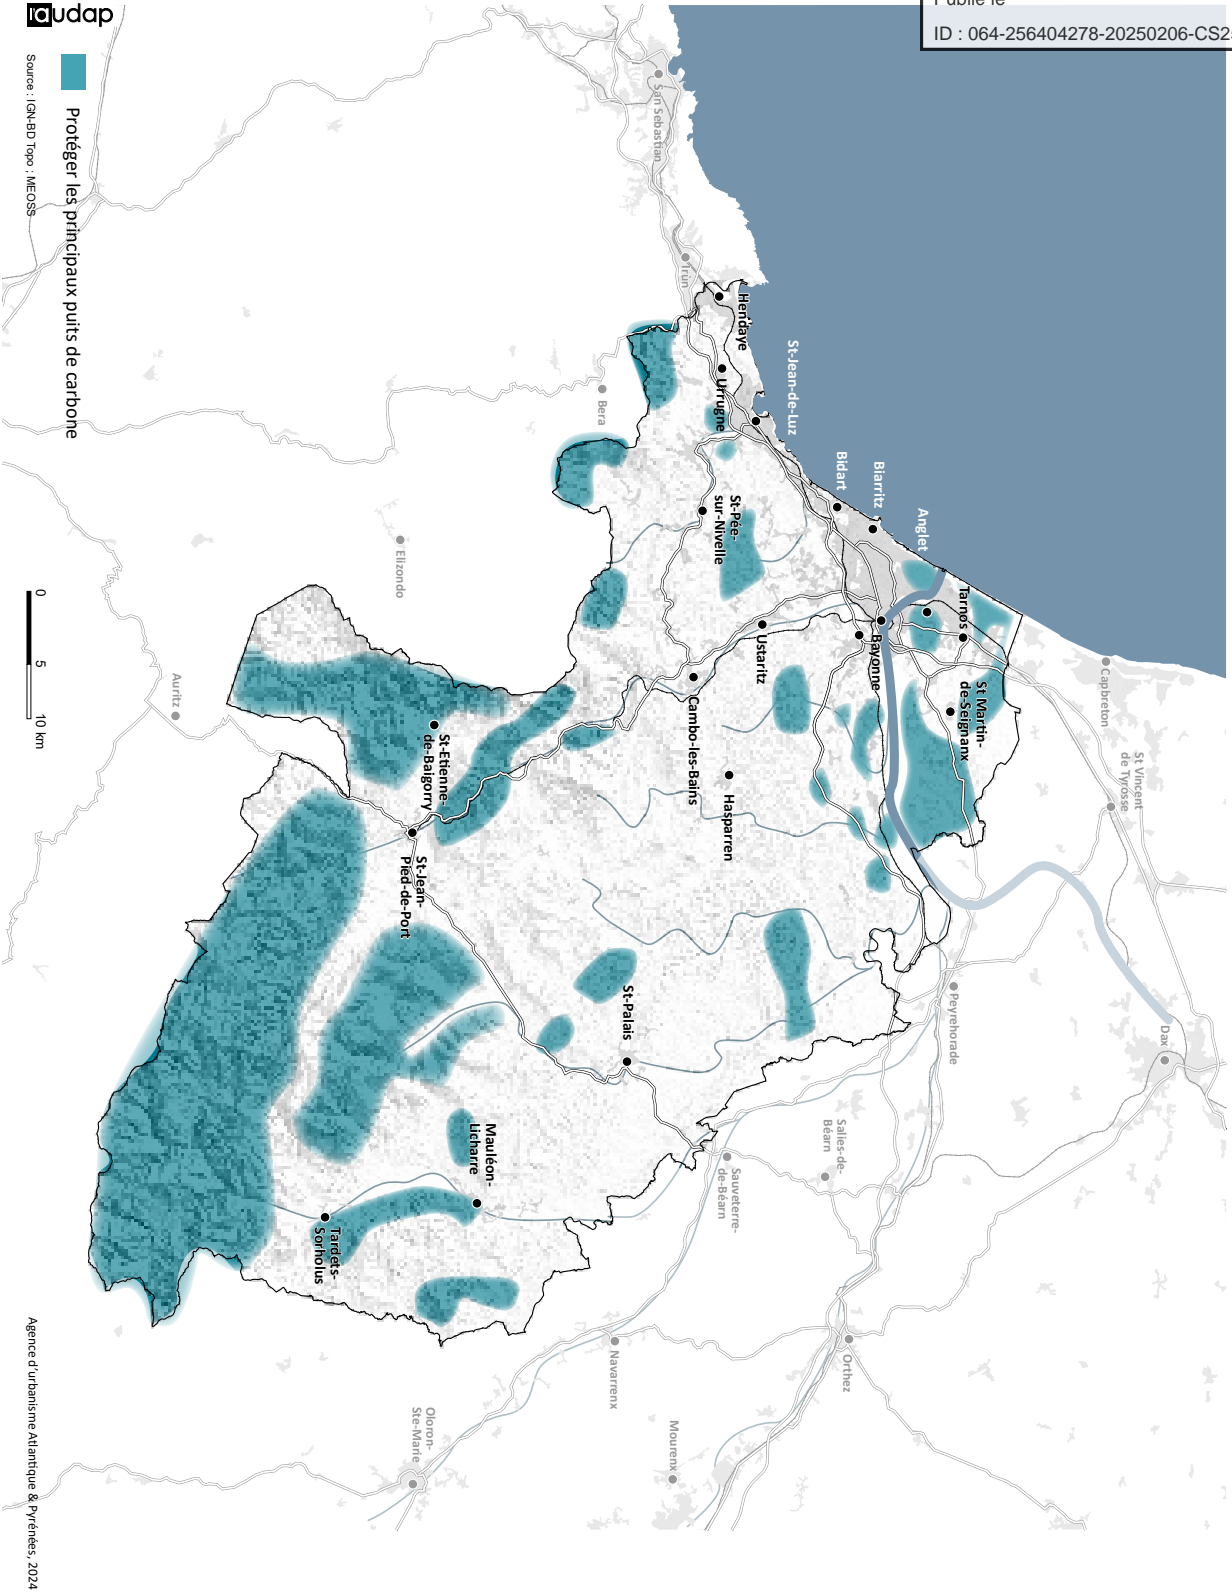 Publié le
ID : 064-256404278-20250206-CS2
audap
Protéger les principaux puits de carbone
Source : IGN-BD Topo ; MEOSS
San Sebastian
Irun
Hendaye
Urrugne
St-Jean-de-Luz
Bera
Bidart
Biarritz
Anglet
St-Pée-
sur-Nivelle
Elizondo
Tarnos
Bayonne
Ustaritz
Capbreton
St Martin-
de-Seignanx
Cambo-les-Bains
Auritz
St-Etienne-
de-Baigorry
St Vincent
de Tyrosse
Hasparren
St-Jean-
Pied-de-Port
St-Palais
Peyrehorade
Dax
Mauléon-
Licharre
Salies-de-
Béarn
Sauveterre-
de-Béarn
Tardets-
Sorholus
Navarrenx
Orthez
Oloron-
Ste-Marie
Mourenx
0 5 10 km
Agence d'urbanisme Atlantique & Pyrénées, 2024